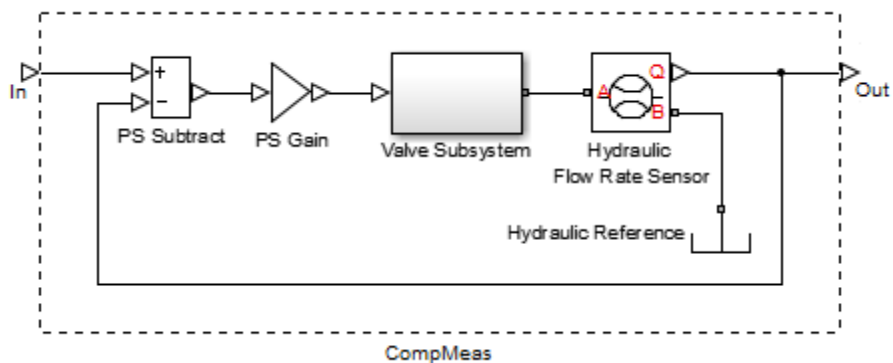 In
+
−
PS Subtract
PS Gain
Valve Subsystem
A
Q
B
Hydraulic
Flow Rate Sensor
Out
Hydraulic Reference
CompMeas